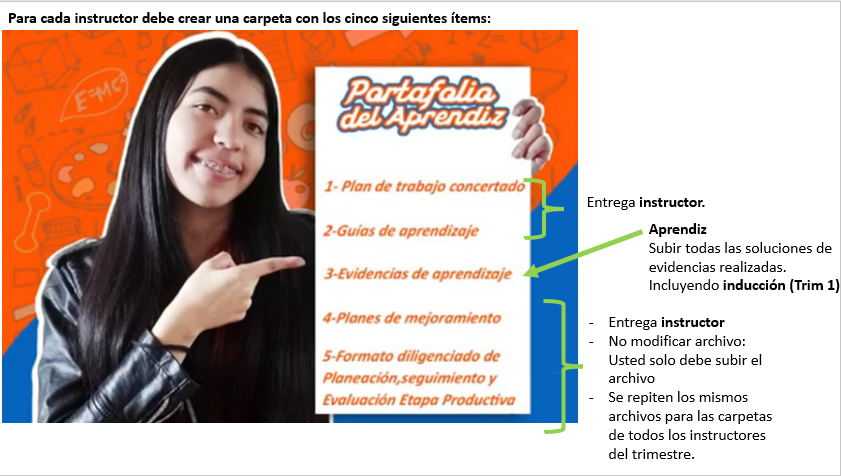 Para cada instructor debe crear una carpeta con los cinco siguientes ítems:
E=MC²
Portafolio
del Aprendiz
1- Plan de trabajo concertado
2-Guías de aprendizaje
3-Evidencias de aprendizaje
4-Planes de mejoramiento
5-Formato diligenciado de
Planeación,seguimiento y
Evaluación Etapa Productiva
Entrega instructor.
Aprendiz
Subir todas las soluciones de
evidencias realizadas.
Incluyendo inducción (Trim 1)
- Entrega instructor
- No modificar archivo:
Usted solo debe subir el
archivo
- Se repiten los mismos
archivos para las carpetas
de todos los instructores
del trimestre.